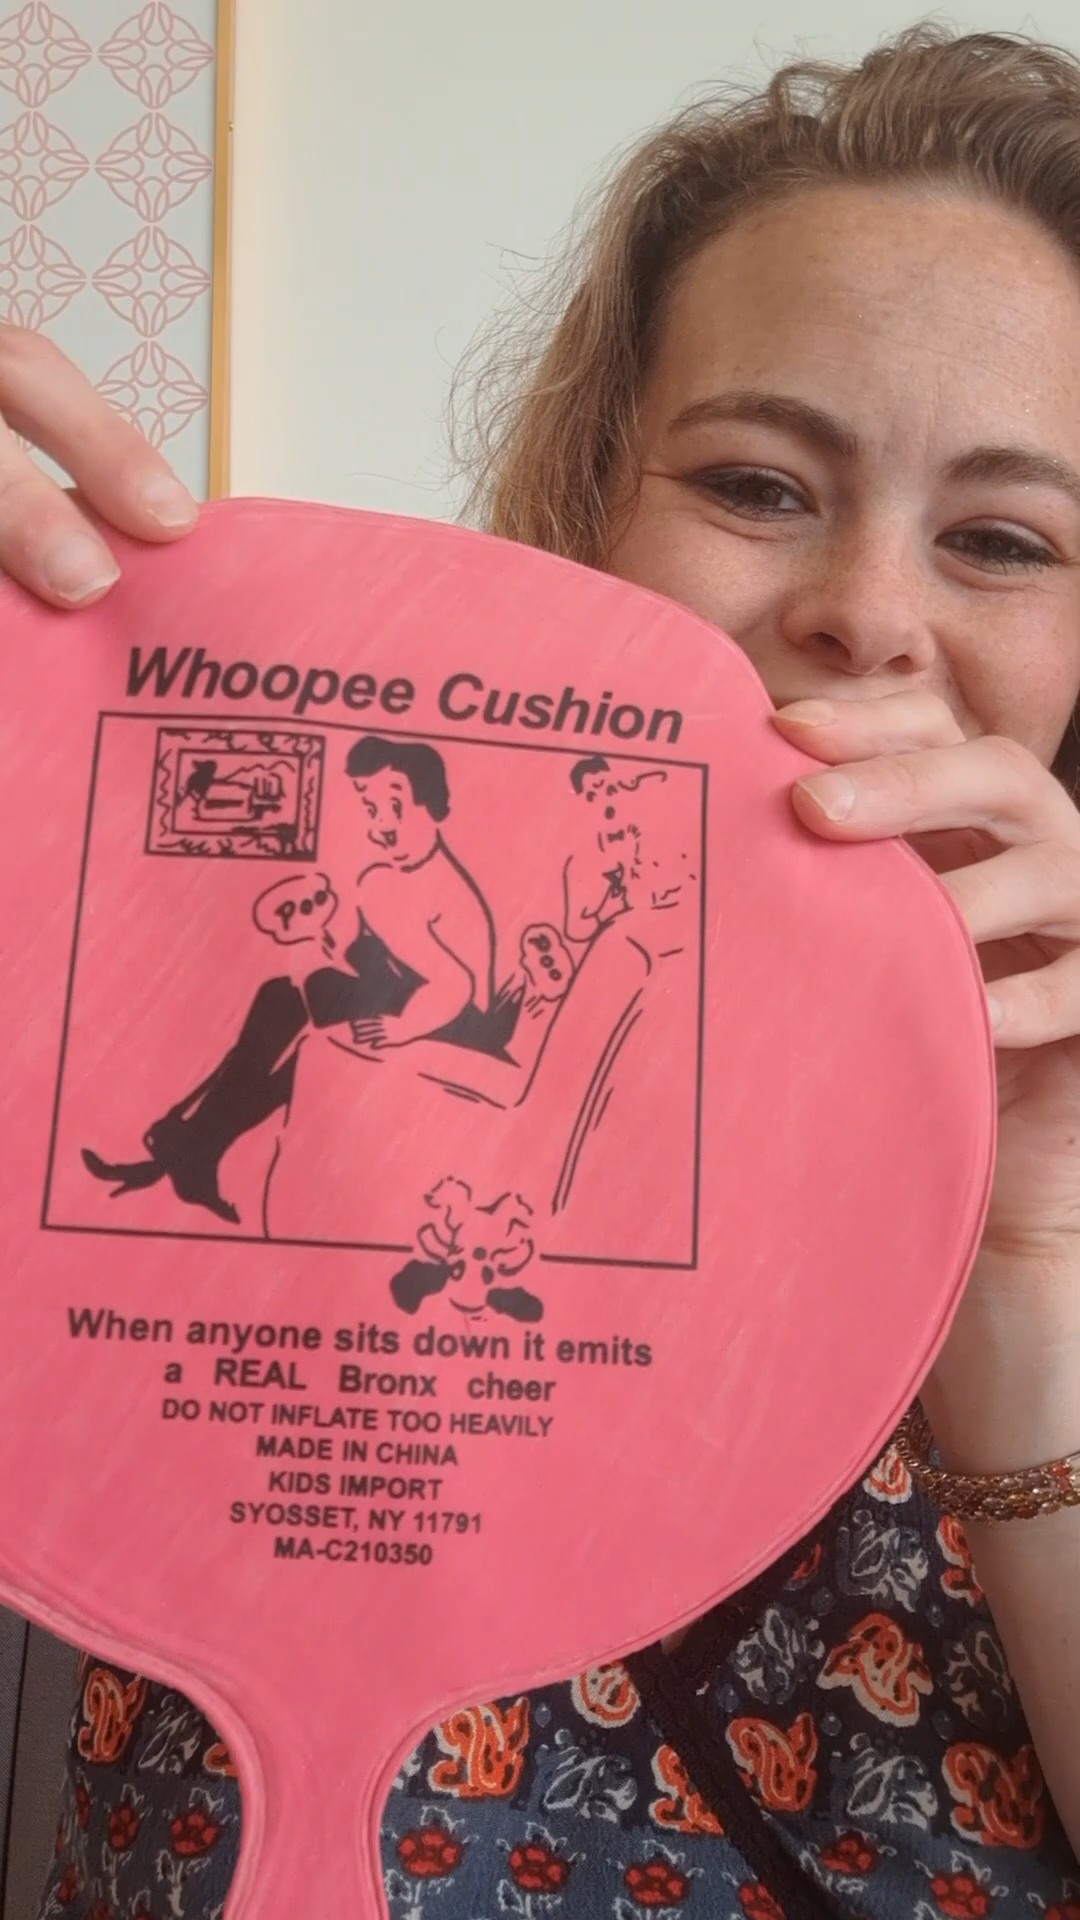 Whoopee Cushion
Poo
Poo
When anyone sits down it emits
a REAL Bronx cheer
DO NOT INFLATE TOO HEAVILY
MADE IN CHINA
KIDS IMPORT
SYOSSET, NY 11791
MA-C210350